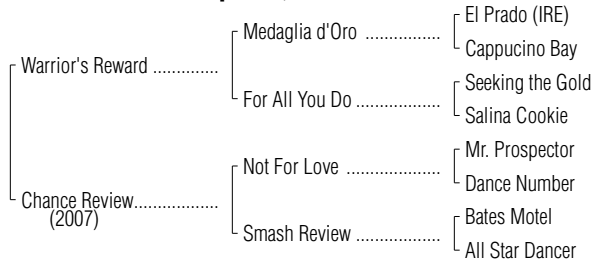 El Prado (IRE)
Medaglia d'Oro ..................
Cappucino Bay
Warrior's Reward ..............
Seeking the Gold
For All You Do ....................
Salina Cookie
Mr. Prospector
Not For Love ......................
Dance Number
Chance Review..................
(2007)
Bates Motel
Smash Review ....................
All Star Dancer